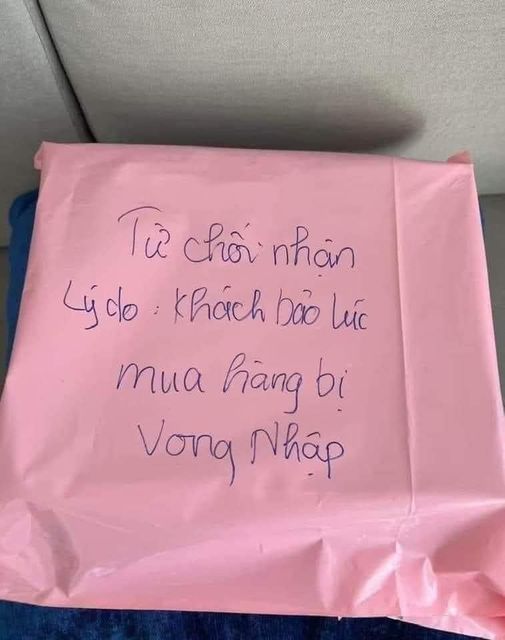 Từ chối nhận
Lý do : Khách bảo lúc
mua hàng bị
Vong Nhập